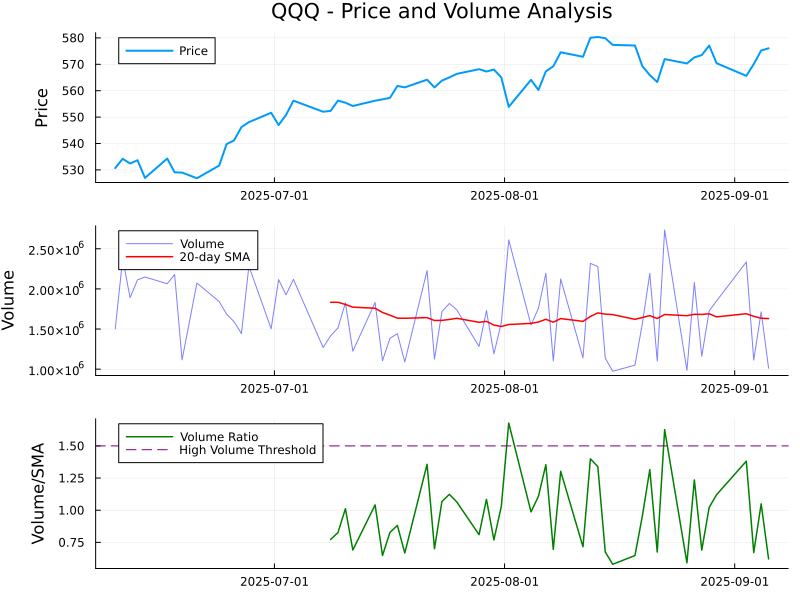 QQQ - Price and Volume Analysis
Price
580
570
560
550
540
530
Price
2025-07-01
2025-08-01
2025-09-01
Volume
20-day SMA
2.50×10⁶
2.00×10⁶
1.50×10⁶
1.00×10⁶
Volume
2025-07-01
2025-08-01
2025-09-01
Volume Ratio
High Volume Threshold
1.50
1.25
1.00
0.75
Volume/SMA
2025-07-01
2025-08-01
2025-09-01